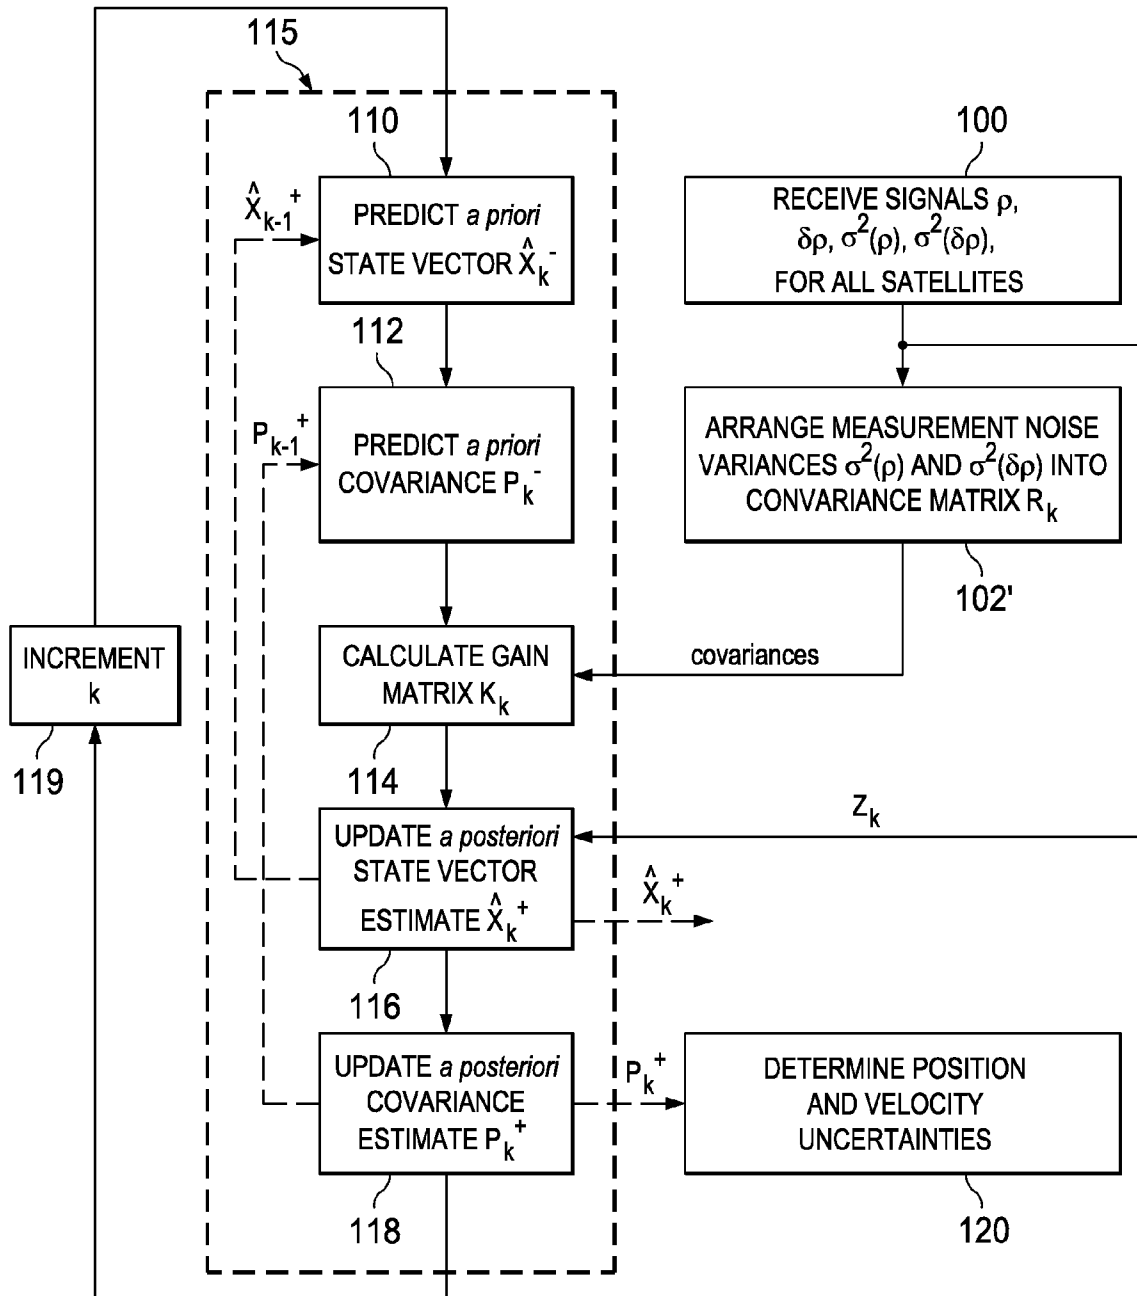 115
110
X̂ₖ₋₁⁺
PREDICT a priori
STATE VECTOR X̂ₖ⁻
100
RECEIVE SIGNALS ρ,
δρ, σ²(ρ), σ²(δρ),
FOR ALL SATELLITES
112
Pₖ₋₁⁺
PREDICT a priori
COVARIANCE Pₖ⁻
ARRANGE MEASUREMENT NOISE
VARIANCES σ²(ρ) AND σ²(δρ) INTO
CONVARIANCE MATRIX Rₖ
102'
INCREMENT
k
119
CALCULATE GAIN
MATRIX Kₖ
114
covariances
Zₖ
UPDATE a posteriori
STATE VECTOR
ESTIMATE X̂ₖ⁺
116
X̂ₖ⁺
UPDATE a posteriori
COVARIANCE
ESTIMATE Pₖ⁺
118
Pₖ⁺
DETERMINE POSITION
AND VELOCITY
UNCERTAINTIES
120